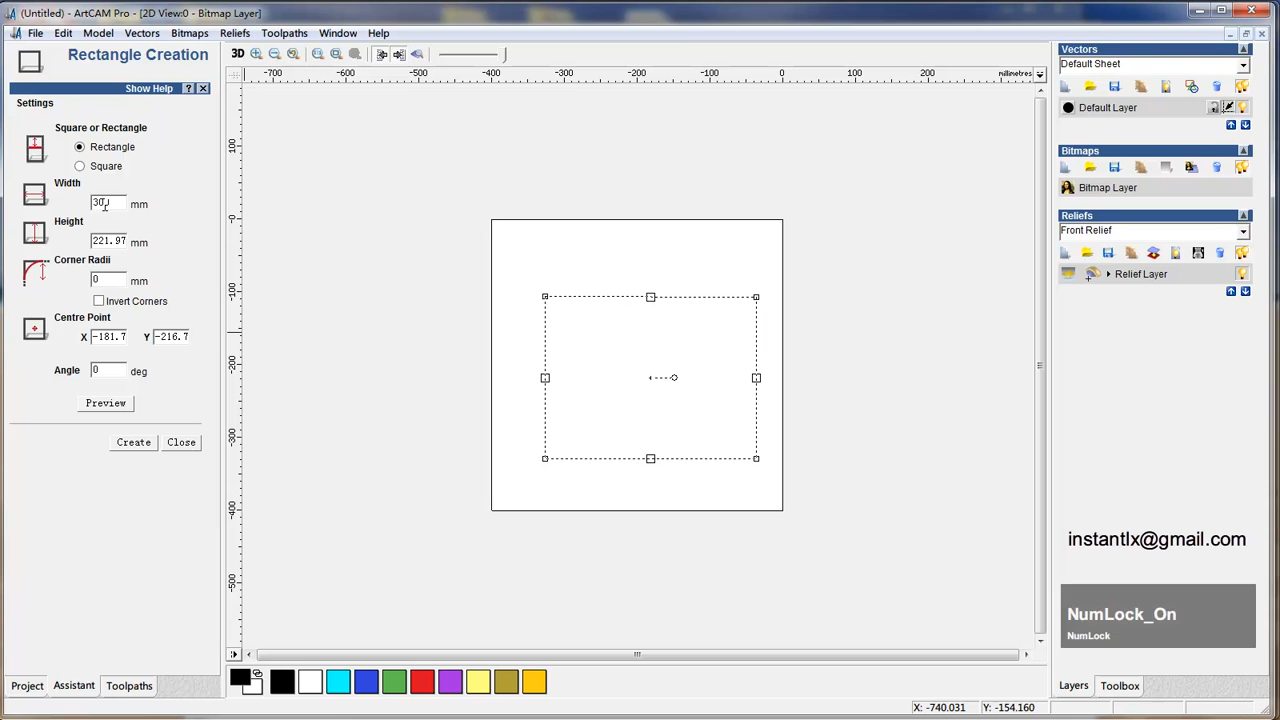 (Untitled) - ArtCAM Pro - [2D View:0 - Bitmap Layer]
File Edit Model Vectors Bitmaps Reliefs Toolpaths Window Help
Rectangle Creation
Show Help ?
Settings
Square or Rectangle
Rectangle
Square
Width
mm
Height
221.97 mm
Corner Radii
0 mm
Invert Corners
Centre Point
X -181.7 Y -216.7
Angle 0 deg
Preview
Create Close
Project Assistant Toolpaths
3D
-700 -600 -500 -400 -300 -200 -100 0 100 200 millimetres
100
-0
-100
-200
-300
-400
-500
Vectors
Default Sheet
Default Layer
Bitmaps
Bitmap Layer
Reliefs
Front Relief
Relief Layer
instantlx@gmail.com
NumLock_On
NumLock
Layers Toolbox
X: -740.031 Y: -154.160